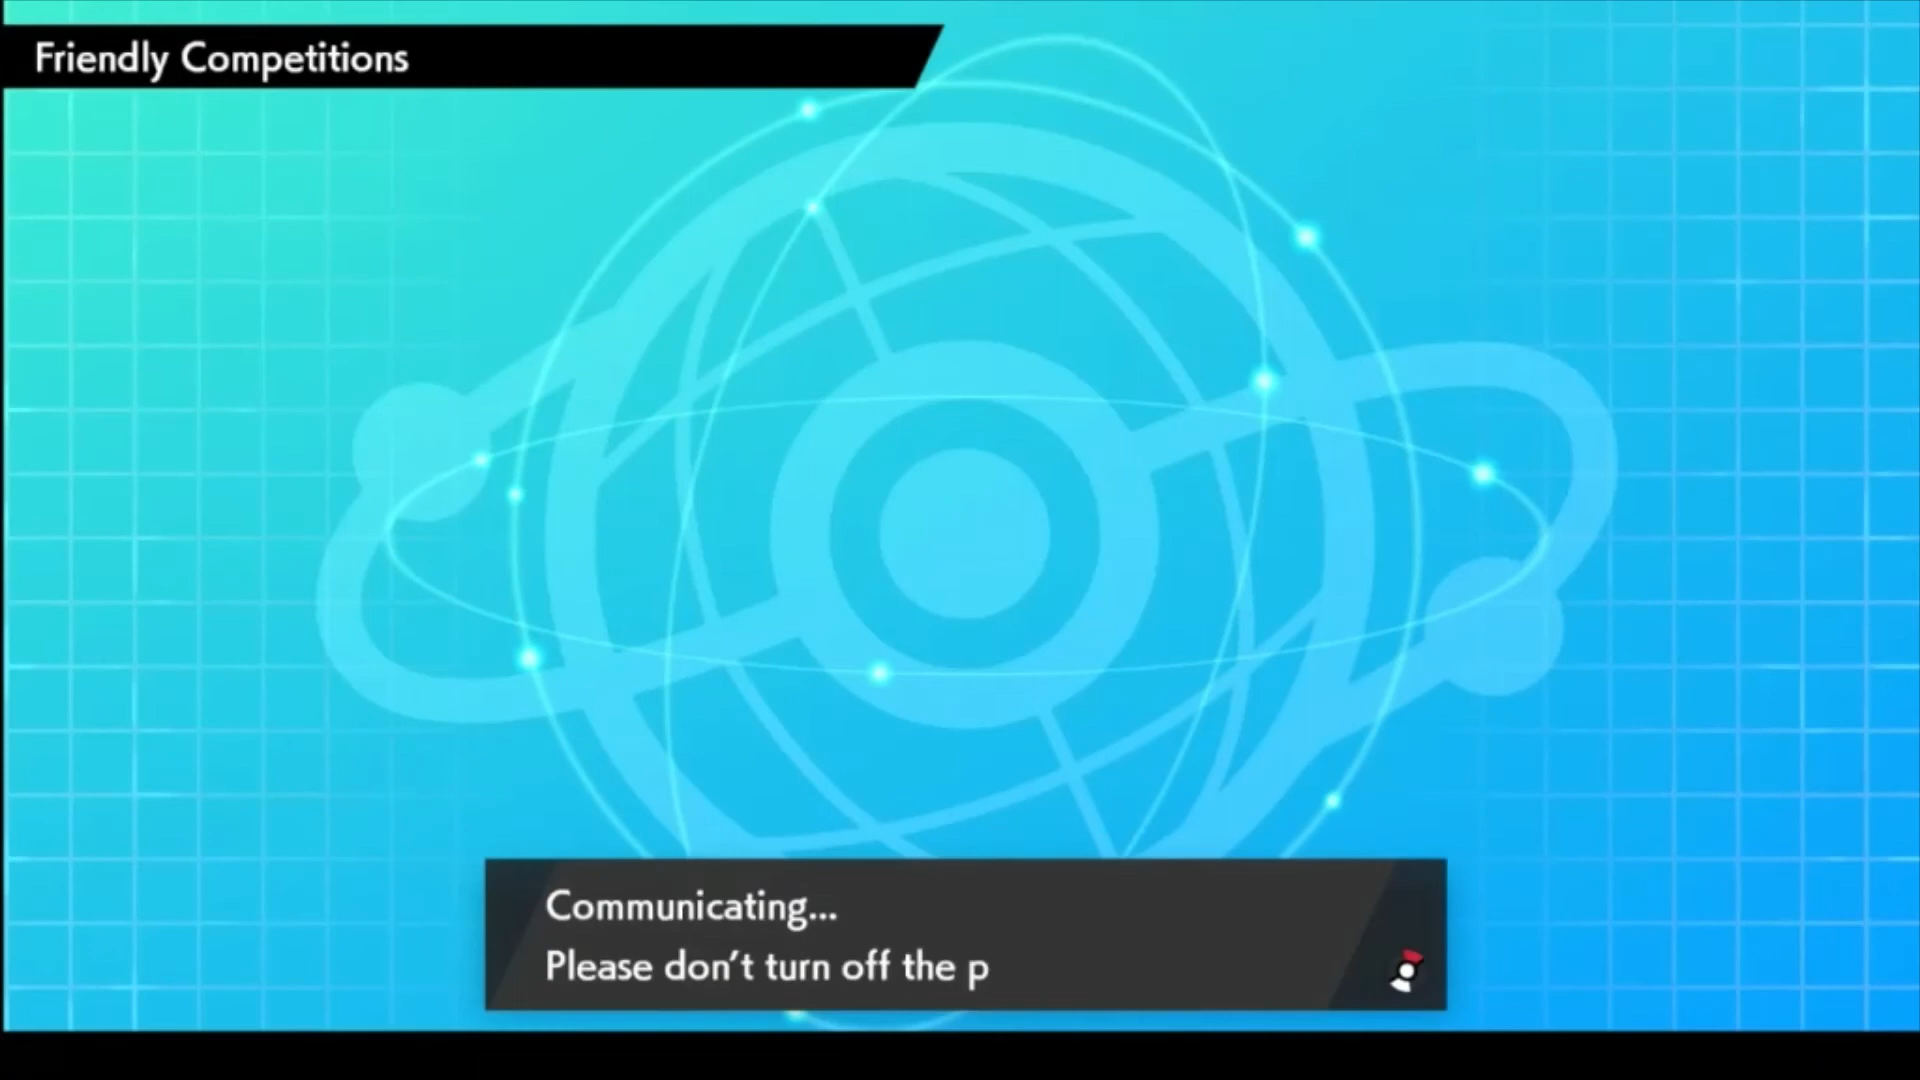 Friendly Competitions
Communicating...
Please don't turn off the p